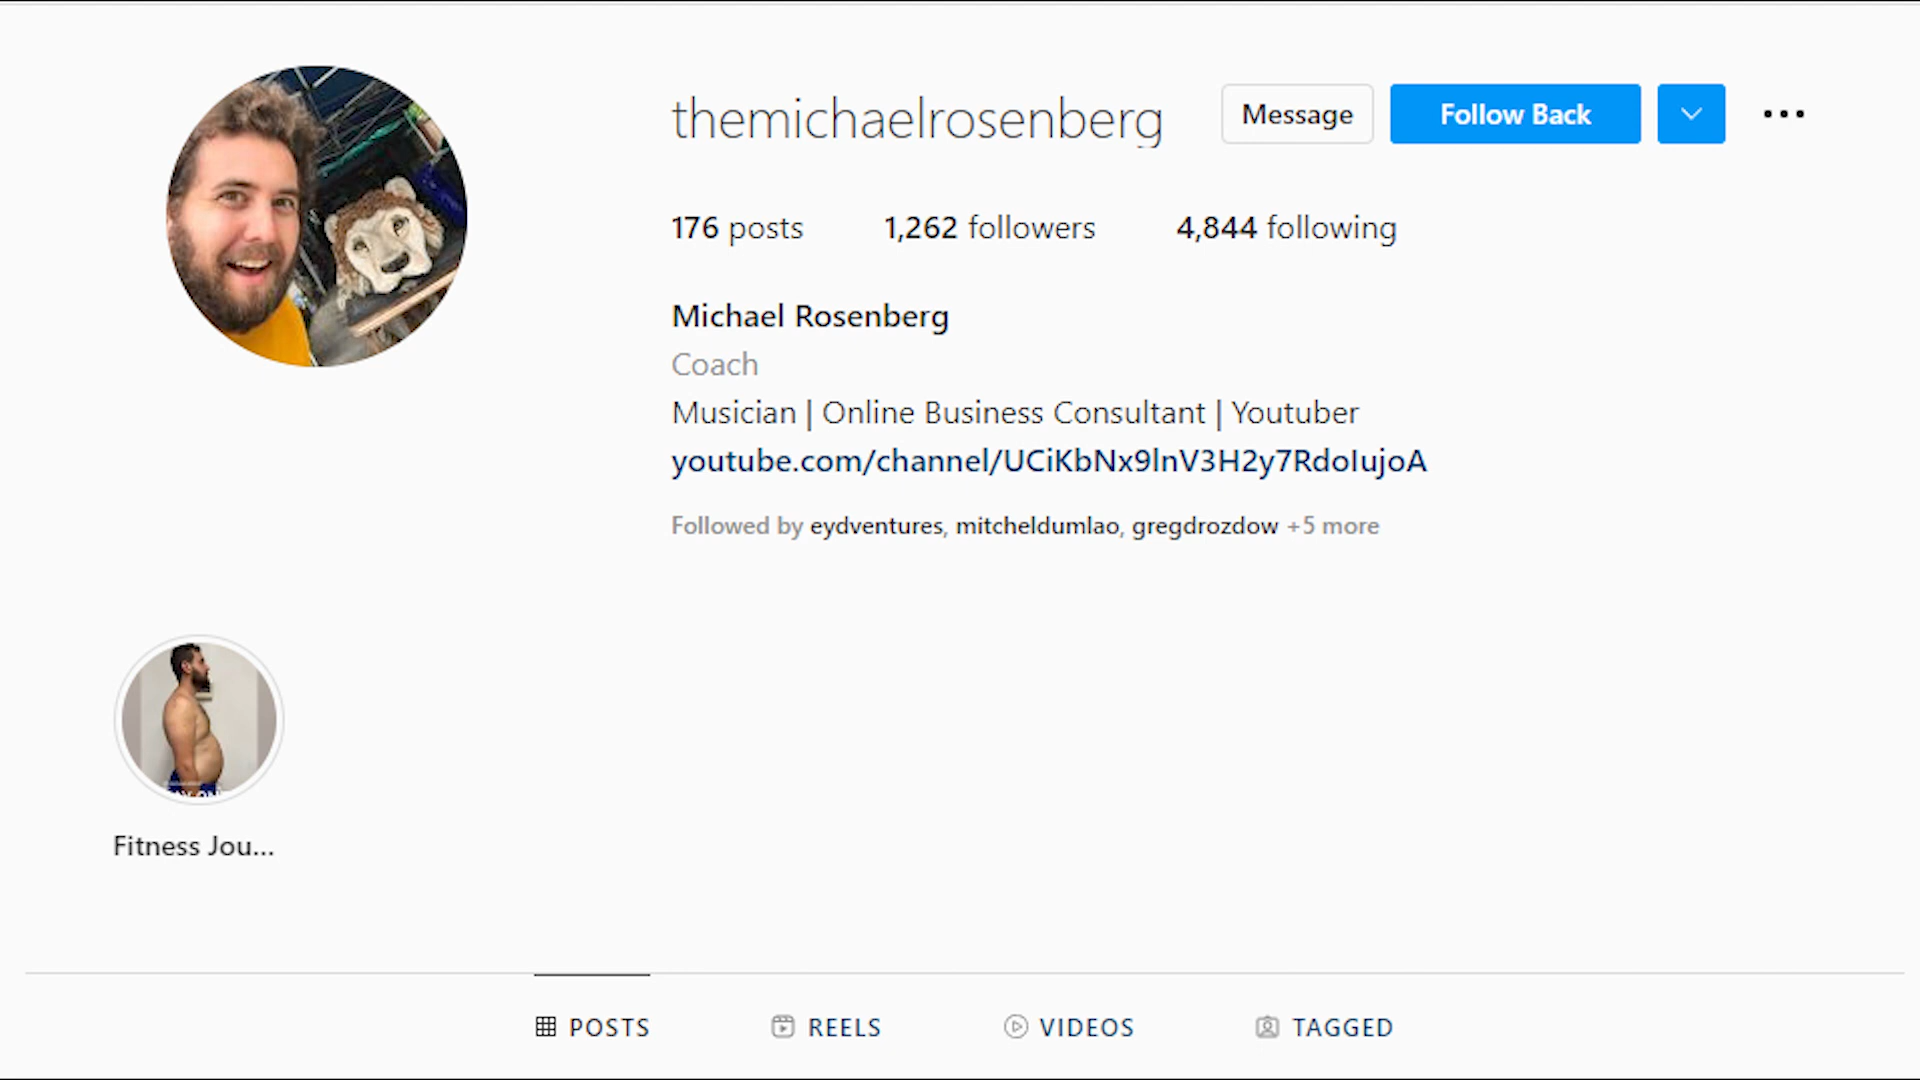 themichaelrosenberg Message Follow Back
176 posts 1,262 followers 4,844 following
Michael Rosenberg
Coach
Musician | Online Business Consultant | Youtuber
youtube.com/channel/UCiKbNx9lnV3H2y7RdoIujoA
Followed by eydventures, mitcheldumlao, gregdrozdow +5 more
Fitness Jou...
POSTS REELS VIDEOS TAGGED